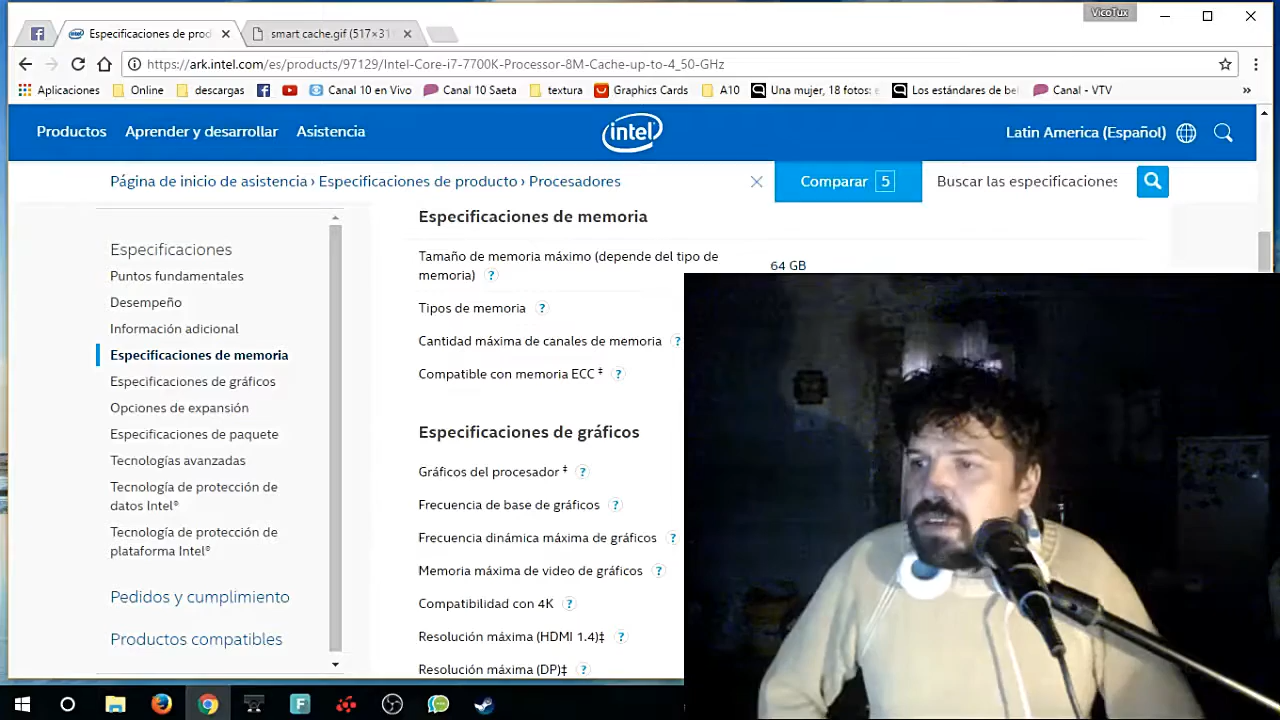 VicoTux
Especificaciones de prod
smart cache.gif (517×31
https://ark.intel.com/es/products/97129/Intel-Core-i7-7700K-Processor-8M-Cache-up-to-4_50-GHz
Aplicaciones Online descargas Canal 10 en Vivo Canal 10 Saeta textura Graphics Cards A10 Una mujer, 18 fotos: e Los estándares de bel Canal - VTV »
Productos Aprender y desarrollar Asistencia intel Latin America (Español)
Página de inicio de asistencia › Especificaciones de producto › Procesadores Comparar 5 Buscar las especificaciones
Especificaciones
Puntos fundamentales
Desempeño
Información adicional
Especificaciones de memoria
Especificaciones de gráficos
Opciones de expansión
Especificaciones de paquete
Tecnologías avanzadas
Tecnología de protección de
datos Intel®
Tecnología de protección de
plataforma Intel®
Pedidos y cumplimiento
Productos compatibles
Especificaciones de memoria
Tamaño de memoria máximo (depende del tipo de
memoria) ? 64 GB
Tipos de memoria ?
Cantidad máxima de canales de memoria ?
Compatible con memoria ECC ‡ ?
Especificaciones de gráficos
Gráficos del procesador ‡ ?
Frecuencia de base de gráficos ?
Frecuencia dinámica máxima de gráficos ?
Memoria máxima de video de gráficos ?
Compatibilidad con 4K ?
Resolución máxima (HDMI 1.4)‡ ?
Resolución máxima (DP)‡ ?